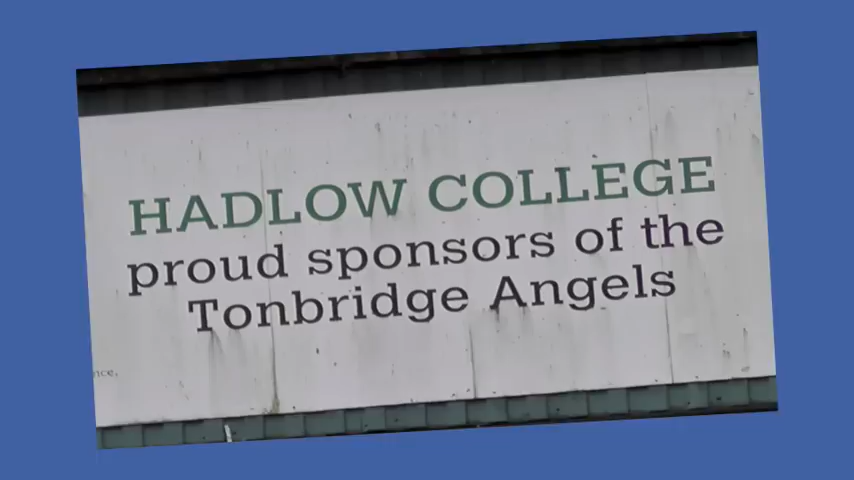 HADLOW COLLEGE
proud sponsors of the
Tonbridge Angels